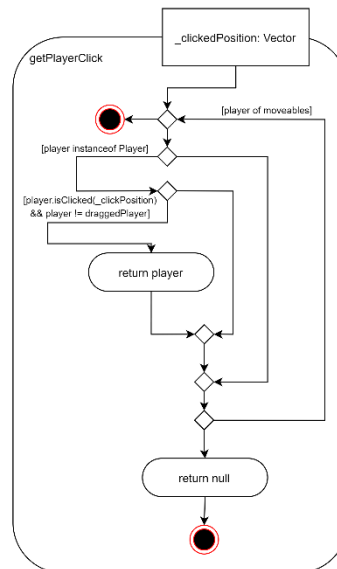 _clickedPosition: Vector
getPlayerClick
[player of moveables]
[player instanceof Player]
[player.isClicked(_clickPosition)
&& player != draggedPlayer]
return player
return null